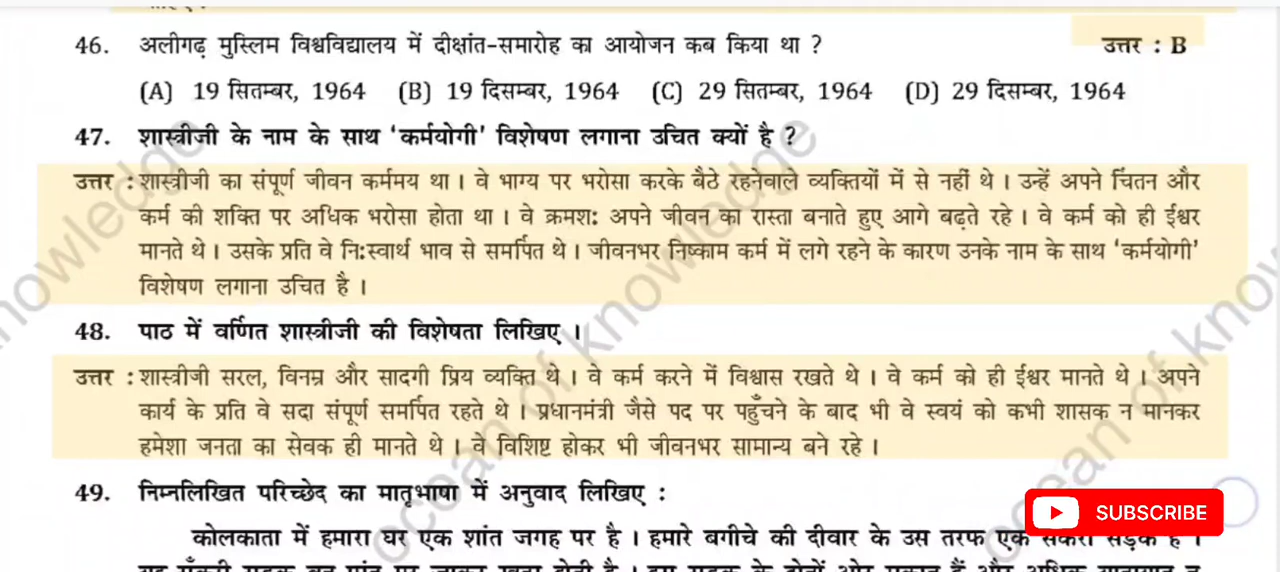 46. अलीगढ़ मुस्लिम विश्वविद्यालय में दीक्षांत-समारोह का आयोजन कब किया था ? उत्तर : B
(A) 19 सितम्बर, 1964 (B) 19 दिसम्बर, 1964 (C) 29 सितम्बर, 1964 (D) 29 दिसम्बर, 1964
47. शास्त्रीजी के नाम के साथ ‘कर्मयोगी’ विशेषण लगाना उचित क्यों है ?
उत्तर : शास्त्रीजी का संपूर्ण जीवन कर्ममय था । वे भाग्य पर भरोसा करके बैठे रहनेवाले व्यक्तियों में से नहीं थे । उन्हें अपने चिंतन और
कर्म की शक्ति पर अधिक भरोसा होता था । वे क्रमश: अपने जीवन का रास्ता बनाते हुए आगे बढ़ते रहे । वे कर्म को ही ईश्वर
मानते थे । उसके प्रति वे नि:स्वार्थ भाव से समर्पित थे । जीवनभर निष्काम कर्म में लगे रहने के कारण उनके नाम के साथ ‘कर्मयोगी’
विशेषण लगाना उचित है ।
48. पाठ में वर्णित शास्त्रीजी की विशेषता लिखिए ।
उत्तर : शास्त्रीजी सरल, विनम्र और सादगी प्रिय व्यक्ति थे । वे कर्म करने में विश्वास रखते थे । वे कर्म को ही ईश्वर मानते थे । अपने
कार्य के प्रति वे सदा संपूर्ण समर्पित रहते थे । प्रधानमंत्री जैसे पद पर पहुँचने के बाद भी वे स्वयं को कभी शासक न मानकर
हमेशा जनता का सेवक ही मानते थे । वे विशिष्ट होकर भी जीवनभर सामान्य बने रहे ।
49. निम्नलिखित परिच्छेद का मातृभाषा में अनुवाद लिखिए :
कोलकाता में हमारा घर एक शांत जगह पर है । हमारे बगीचे की दीवार के उस तरफ एक सँकरी सड़क है ।
SUBSCRIBE
ocean of knowledge